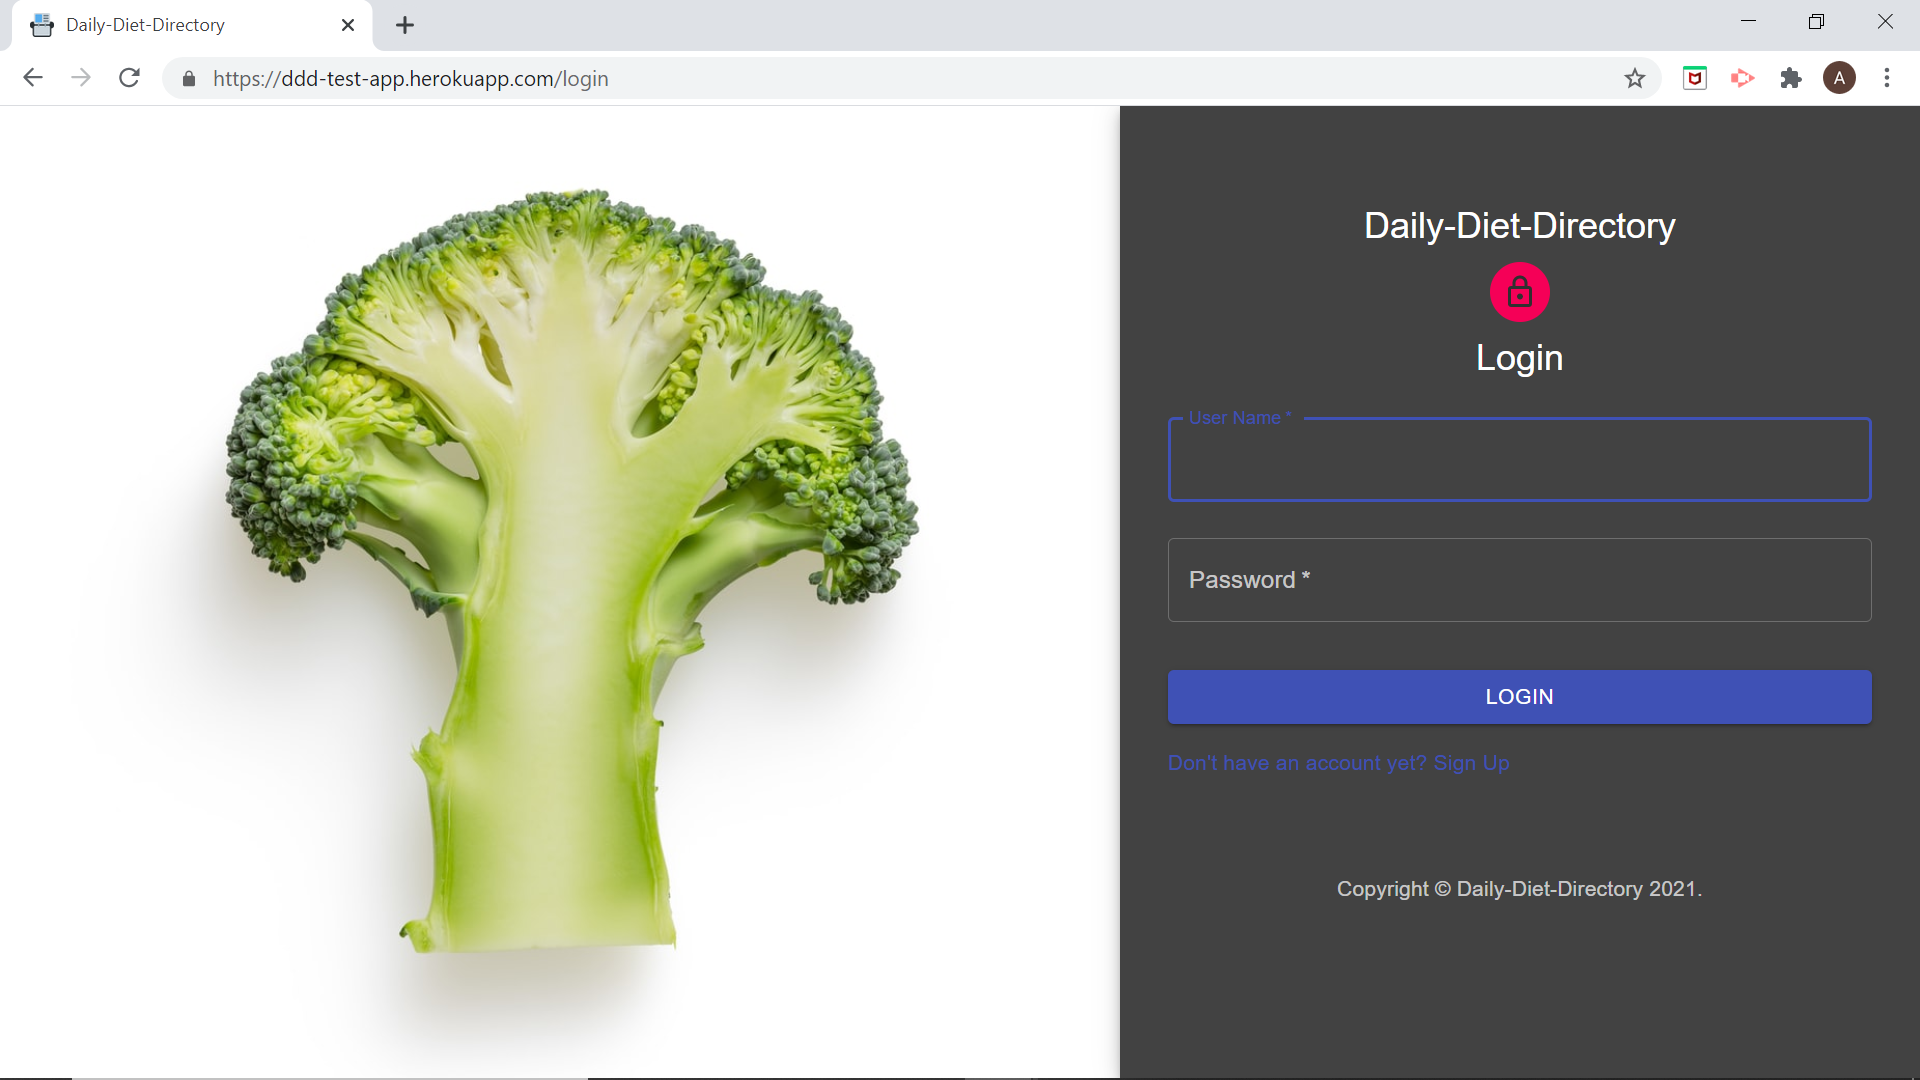 Daily-Diet-Directory
https://ddd-test-app.herokuapp.com/login
A
Daily-Diet-Directory
Login
User Name *
Password *
LOGIN
Don't have an account yet? Sign Up
Copyright © Daily-Diet-Directory 2021.